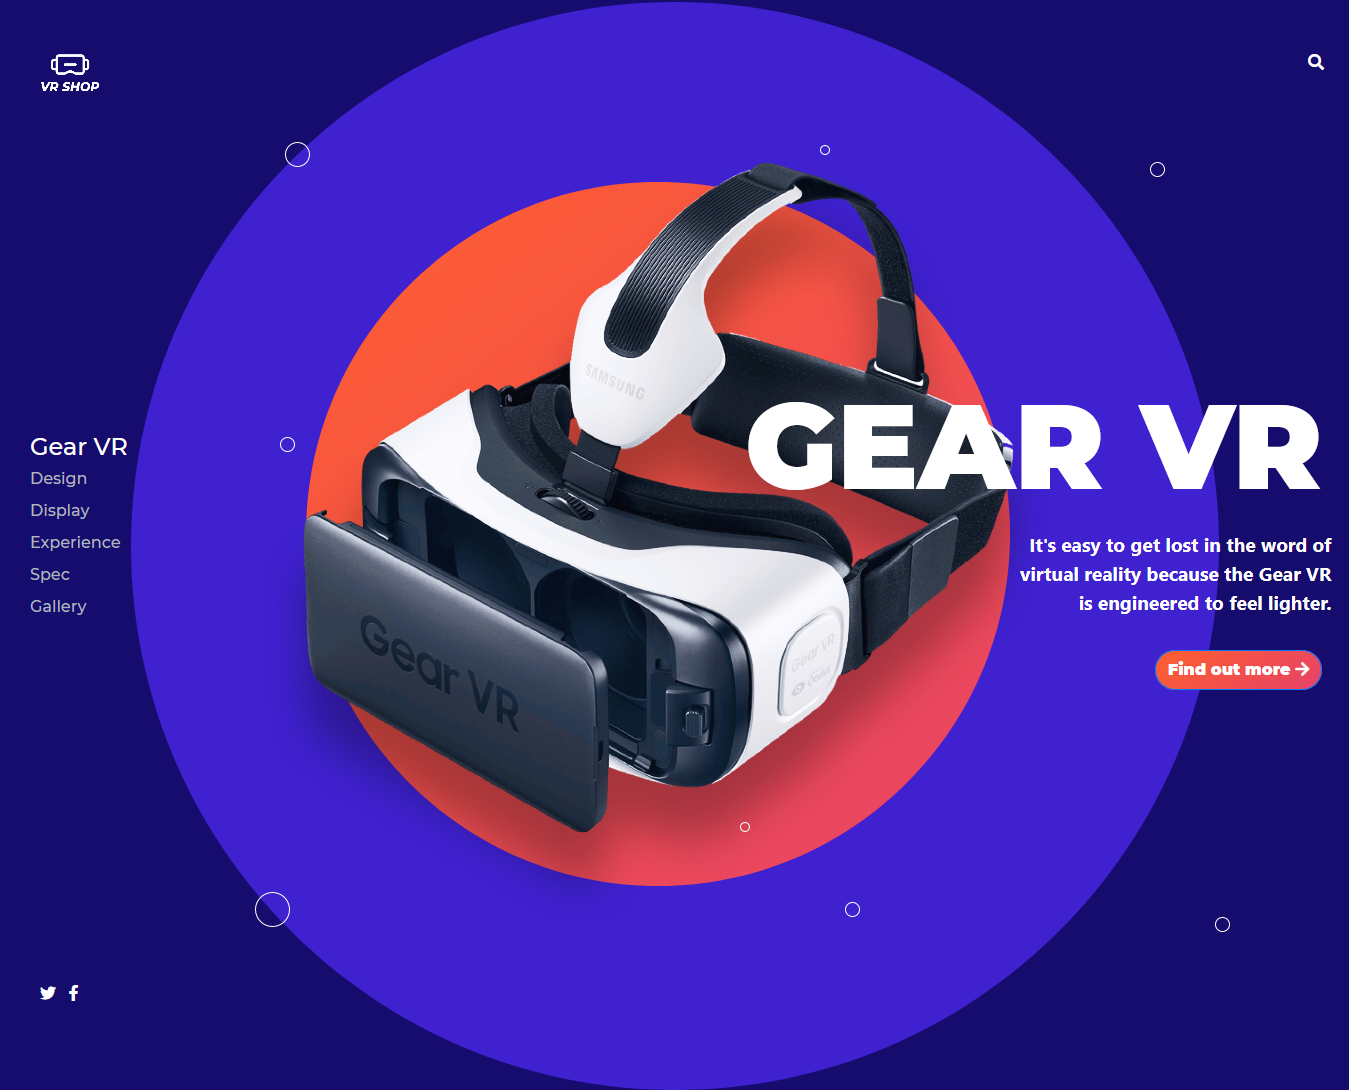 VR SHOP
SAMSUNG
GEAR VR
Gear VR
Design
Display
Experience
Spec
Gallery
It's easy to get lost in the word of
virtual reality because the Gear VR
is engineered to feel lighter.
Find out more
Gear VR
Gear VR
Oculus